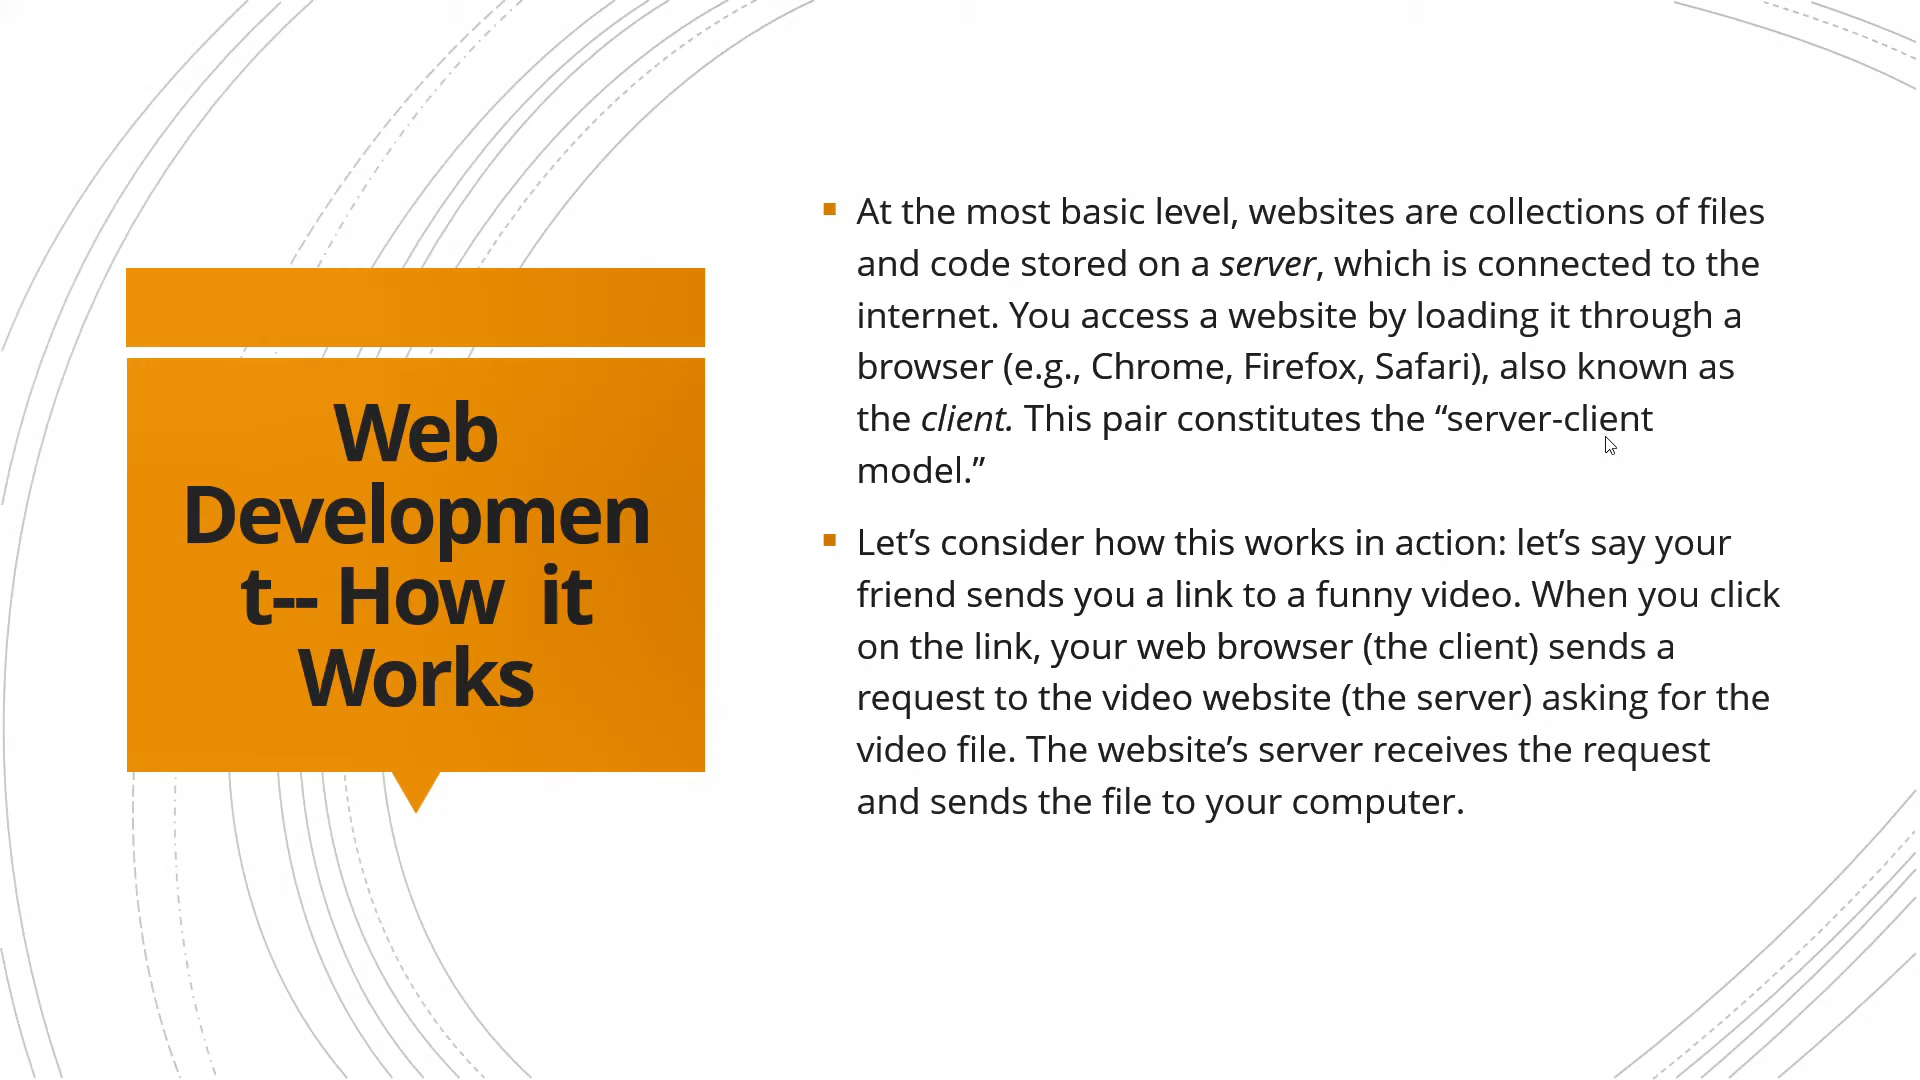 Web
Developmen
t-- How  it
Works
At the most basic level, websites are collections of files
and code stored on a server, which is connected to the
internet. You access a website by loading it through a
browser (e.g., Chrome, Firefox, Safari), also known as
the client. This pair constitutes the “server-client
model.”
Let’s consider how this works in action: let’s say your
friend sends you a link to a funny video. When you click
on the link, your web browser (the client) sends a
request to the video website (the server) asking for the
video file. The website’s server receives the request
and sends the file to your computer.